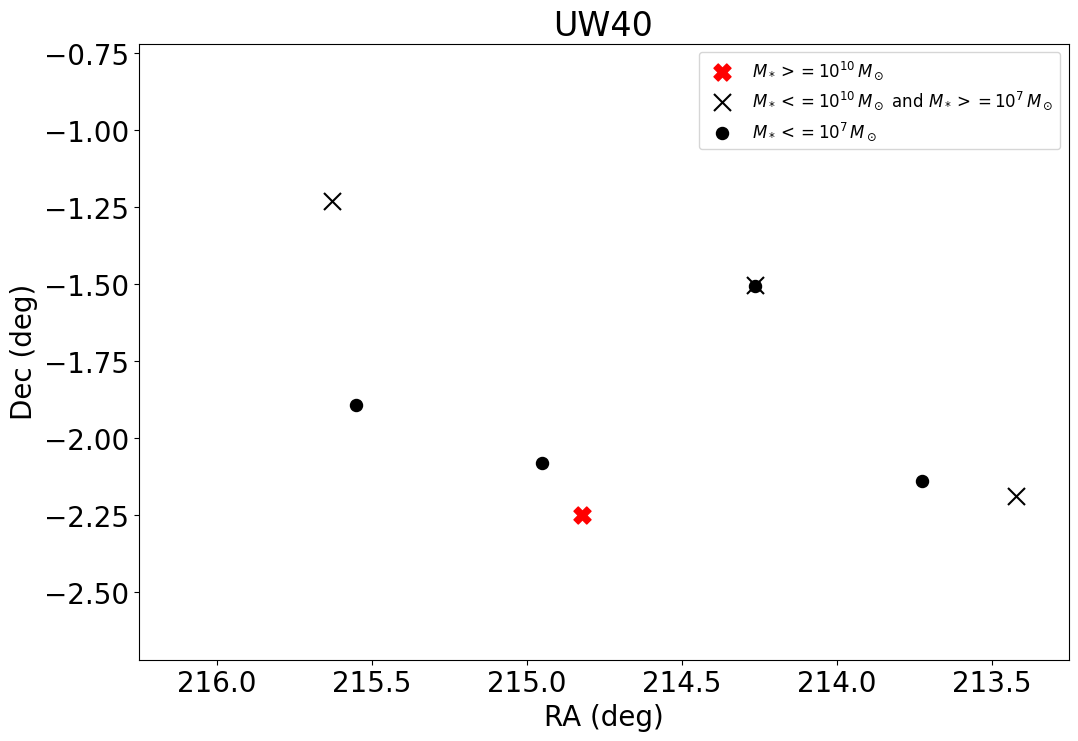 UW40
M* >= 10^10 M⊙
M* <= 10^10 M⊙ and M* >= 10^7 M⊙
M* <= 10^7 M⊙
Dec (deg)
−0.75
−1.00
−1.25
−1.50
−1.75
−2.00
−2.25
−2.50
216.0 215.5 215.0 214.5 214.0 213.5
RA (deg)